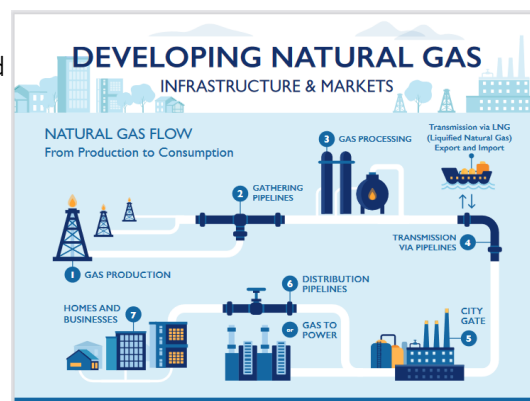 d
DEVELOPING NATURAL GAS
INFRASTRUCTURE & MARKETS
NATURAL GAS FLOW
From Production to Consumption
1 GAS PRODUCTION
2 GATHERING
PIPELINES
3 GAS PROCESSING
Transmission via LNG
(Liquified Natural Gas)
Export and Import
TRANSMISSION
VIA PIPELINES 4
CITY
GATE
5
6 DISTRIBUTION
PIPELINES
or GAS TO
POWER
HOMES AND
BUSINESSES 7